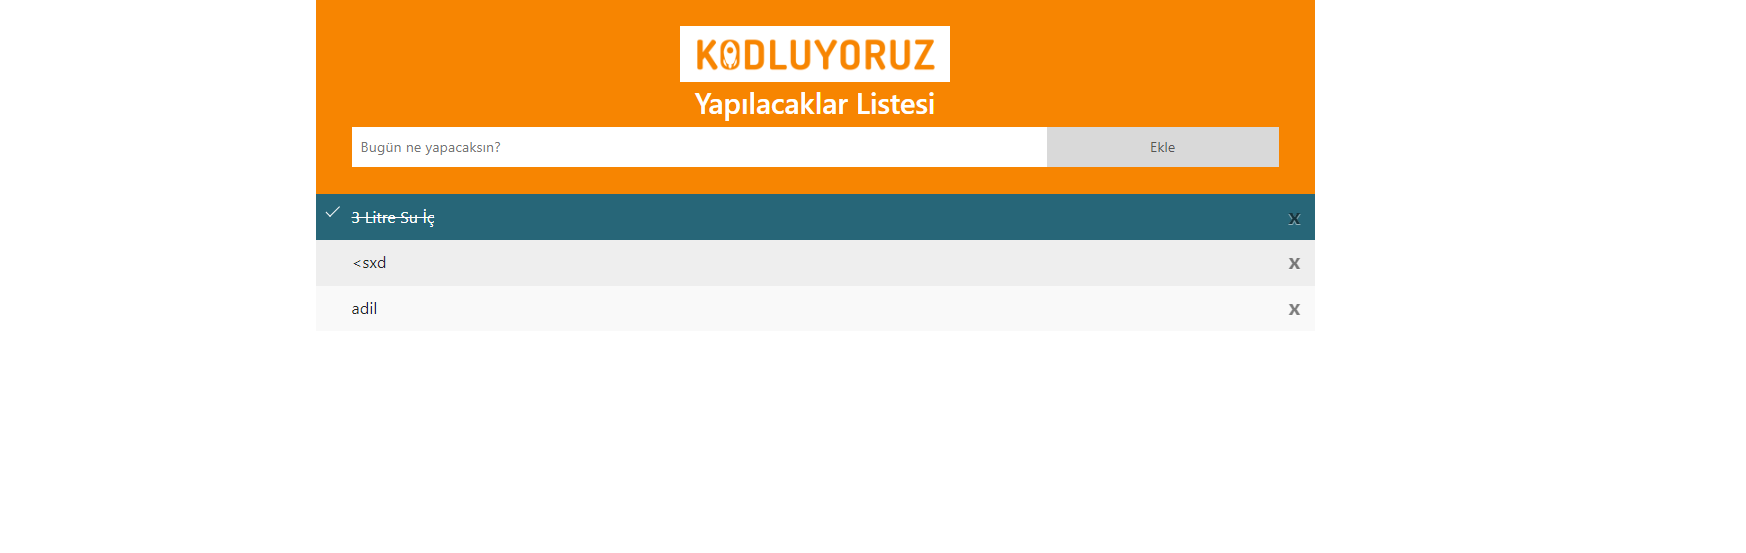 KODLUYORUZ
Yapılacaklar Listesi
Bugün ne yapacaksın?
Ekle
3 Litre Su İç
x
<sxd
x
adil
x